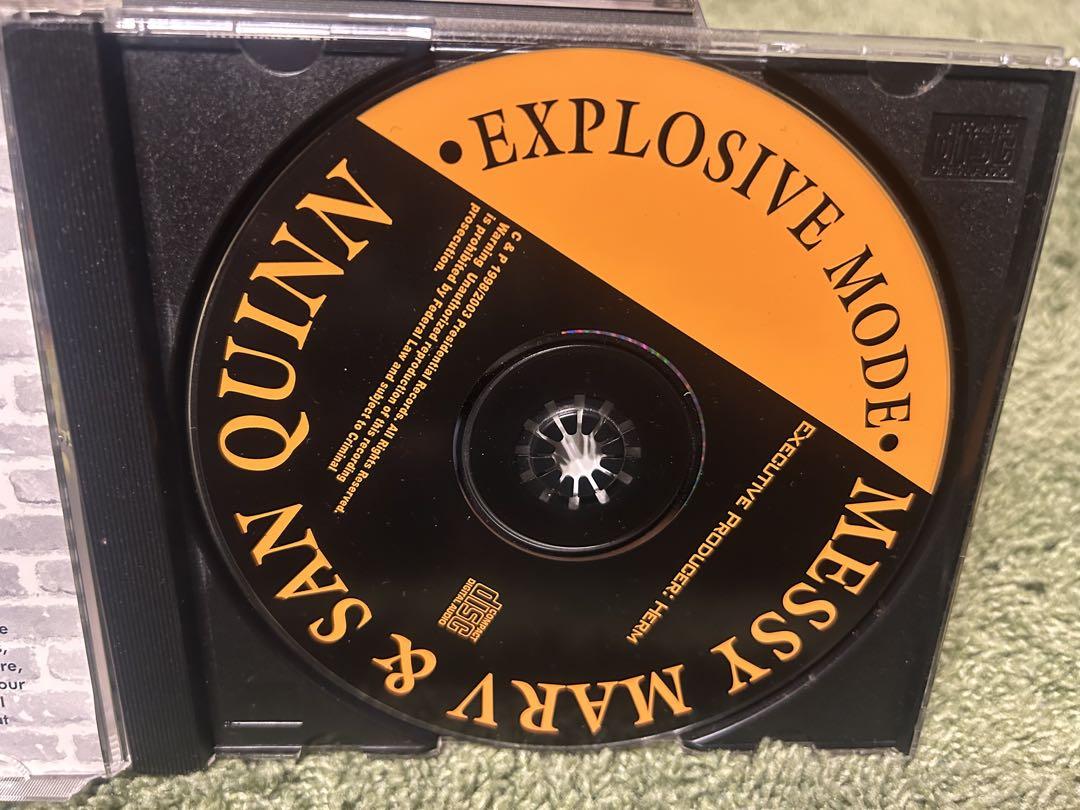 • EXPLOSIVE MODE •
MESSY MARV & SAN QUINN
C & P 1998/2003 Presidential Records. All Rights Reserved.
Warning Unauthorized reproduction of this recording
is prohibited by Federal Law and subject to Criminal
prosecution.
EXECUTIVE PRODUCER: HERM
COMPACT
disc
DIGITAL AUDIO